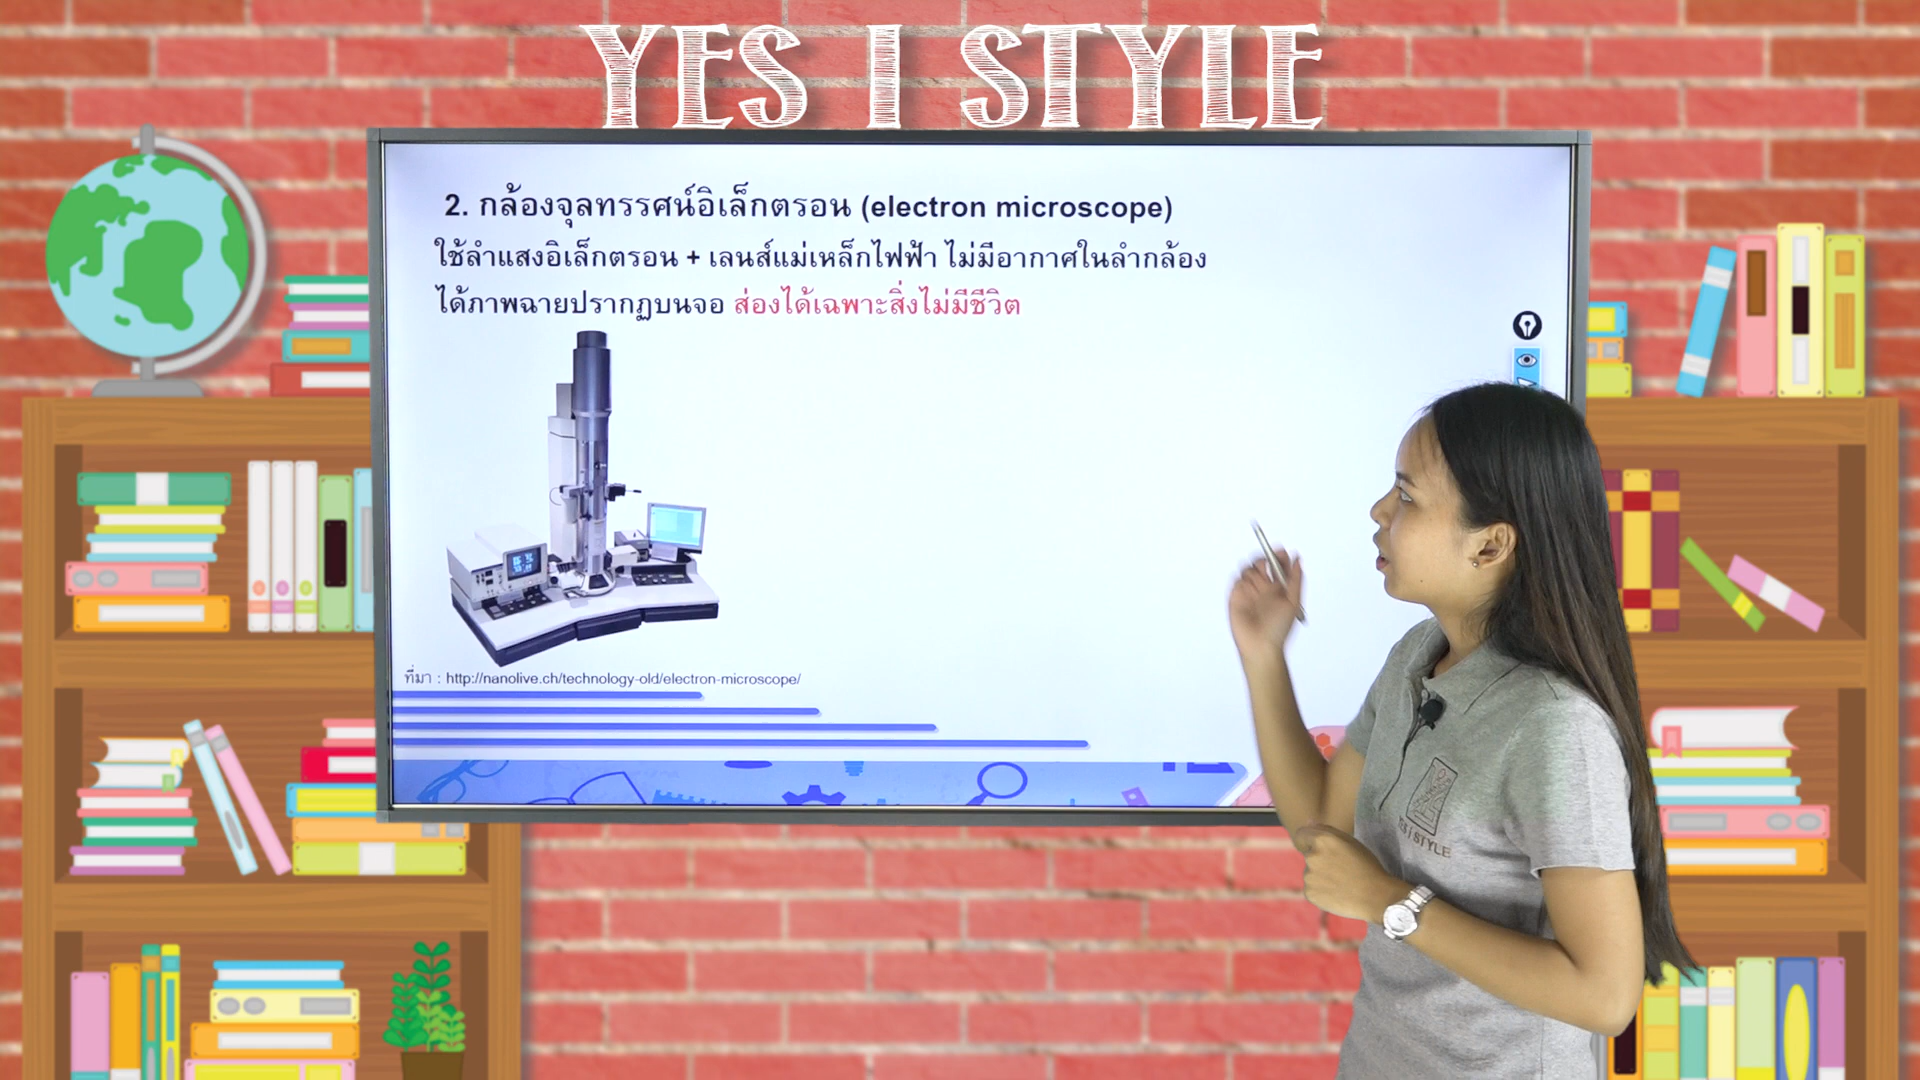 YES I STYLE
2. กล้องจุลทรรศน์อิเล็กตรอน (electron microscope)
ใช้ลำแสงอิเล็กตรอน + เลนส์แม่เหล็กไฟฟ้า ไม่มีอากาศในลำกล้อง
ได้ภาพฉายปรากฏบนจอ ส่องได้เฉพาะสิ่งไม่มีชีวิต
ที่มา : http://nanolive.ch/technology-old/electron-microscope/
YES i STYLE